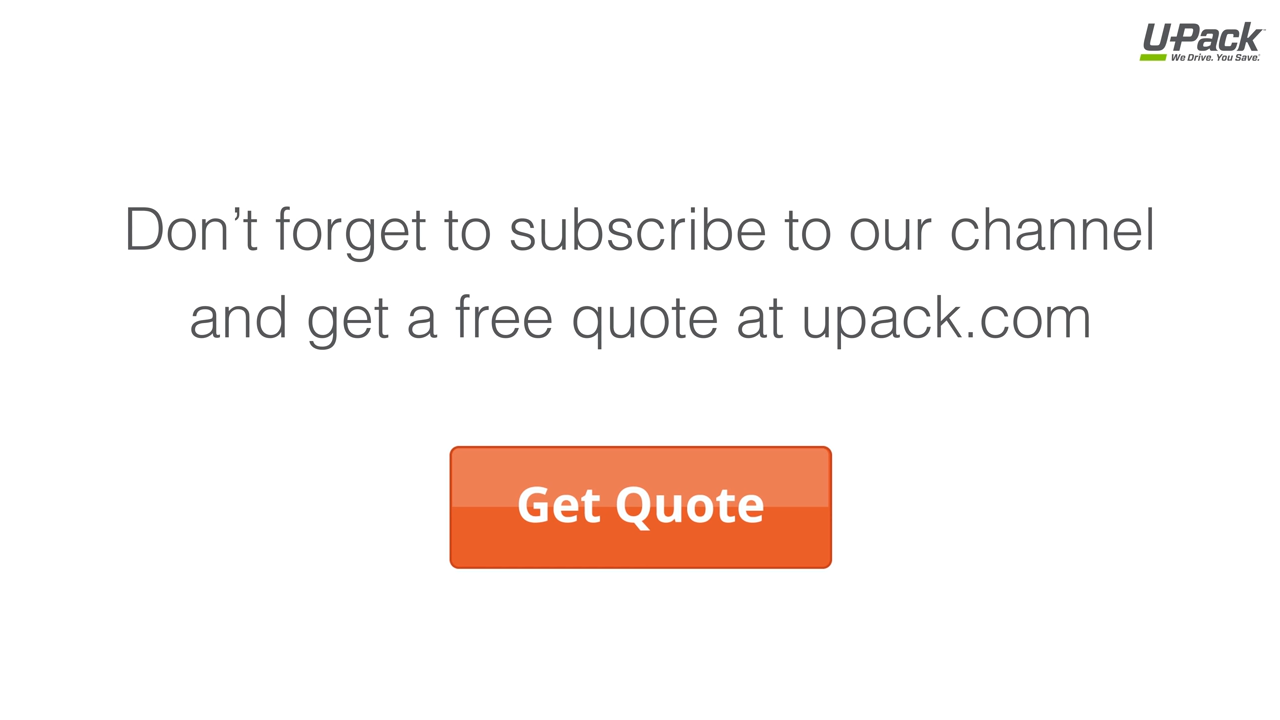 U-Pack
We Drive. You Save.
Don’t forget to subscribe to our channel
and get a free quote at upack.com
Get Quote